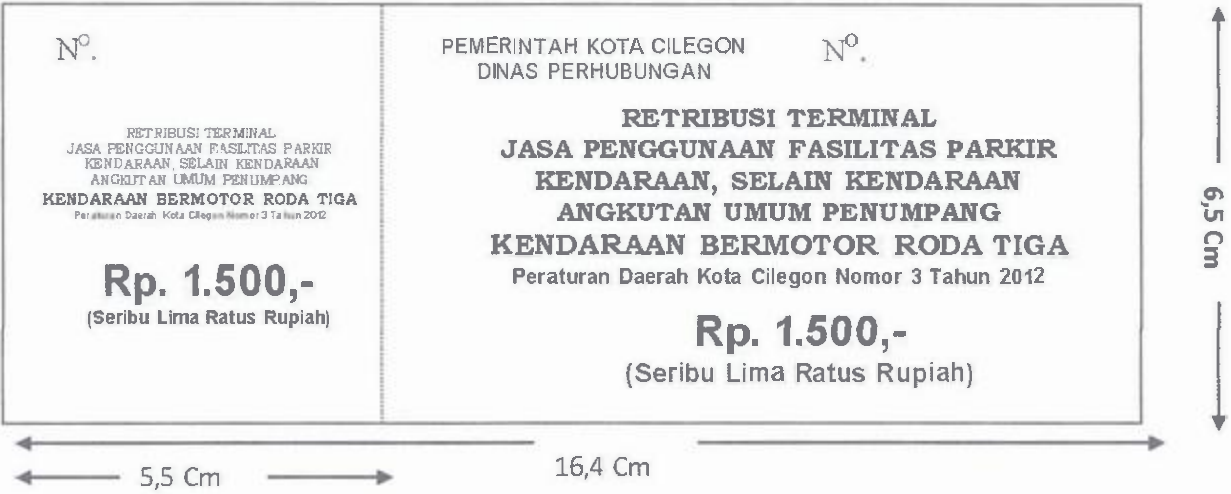 Nº.
RETRIBUSI TERMINAL
JASA PENGGUNAAN FASILITAS PARKIR
KENDARAAN, SELAIN KENDARAAN
ANGKUTAN UMUM PENUMPANG
KENDARAAN BERMOTOR RODA TIGA
Peraturan Daerah Kota Cilegon Nomor 3 Tahun 2012
Rp. 1.500,-
(Seribu Lima Ratus Rupiah)
PEMERINTAH KOTA CILEGON
DINAS PERHUBUNGAN
Nº.
RETRIBUSI TERMINAL
JASA PENGGUNAAN FASILITAS PARKIR
KENDARAAN, SELAIN KENDARAAN
ANGKUTAN UMUM PENUMPANG
KENDARAAN BERMOTOR RODA TIGA
Peraturan Daerah Kota Cilegon Nomor 3 Tahun 2012
Rp. 1.500,-
(Seribu Lima Ratus Rupiah)
6,5 Cm
5,5 Cm
16,4 Cm